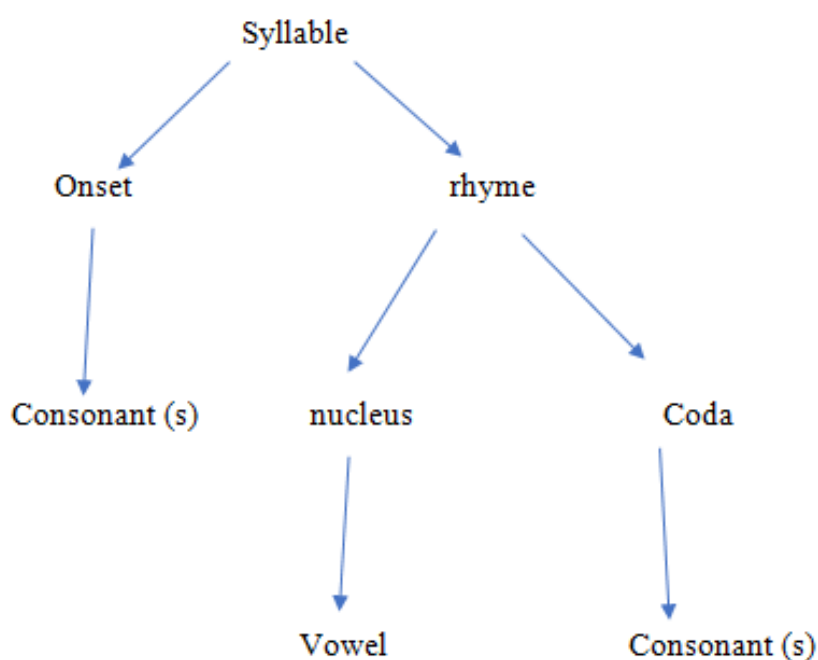 Syllable
Onset rhyme
Consonant (s) nucleus Coda
Vowel Consonant (s)